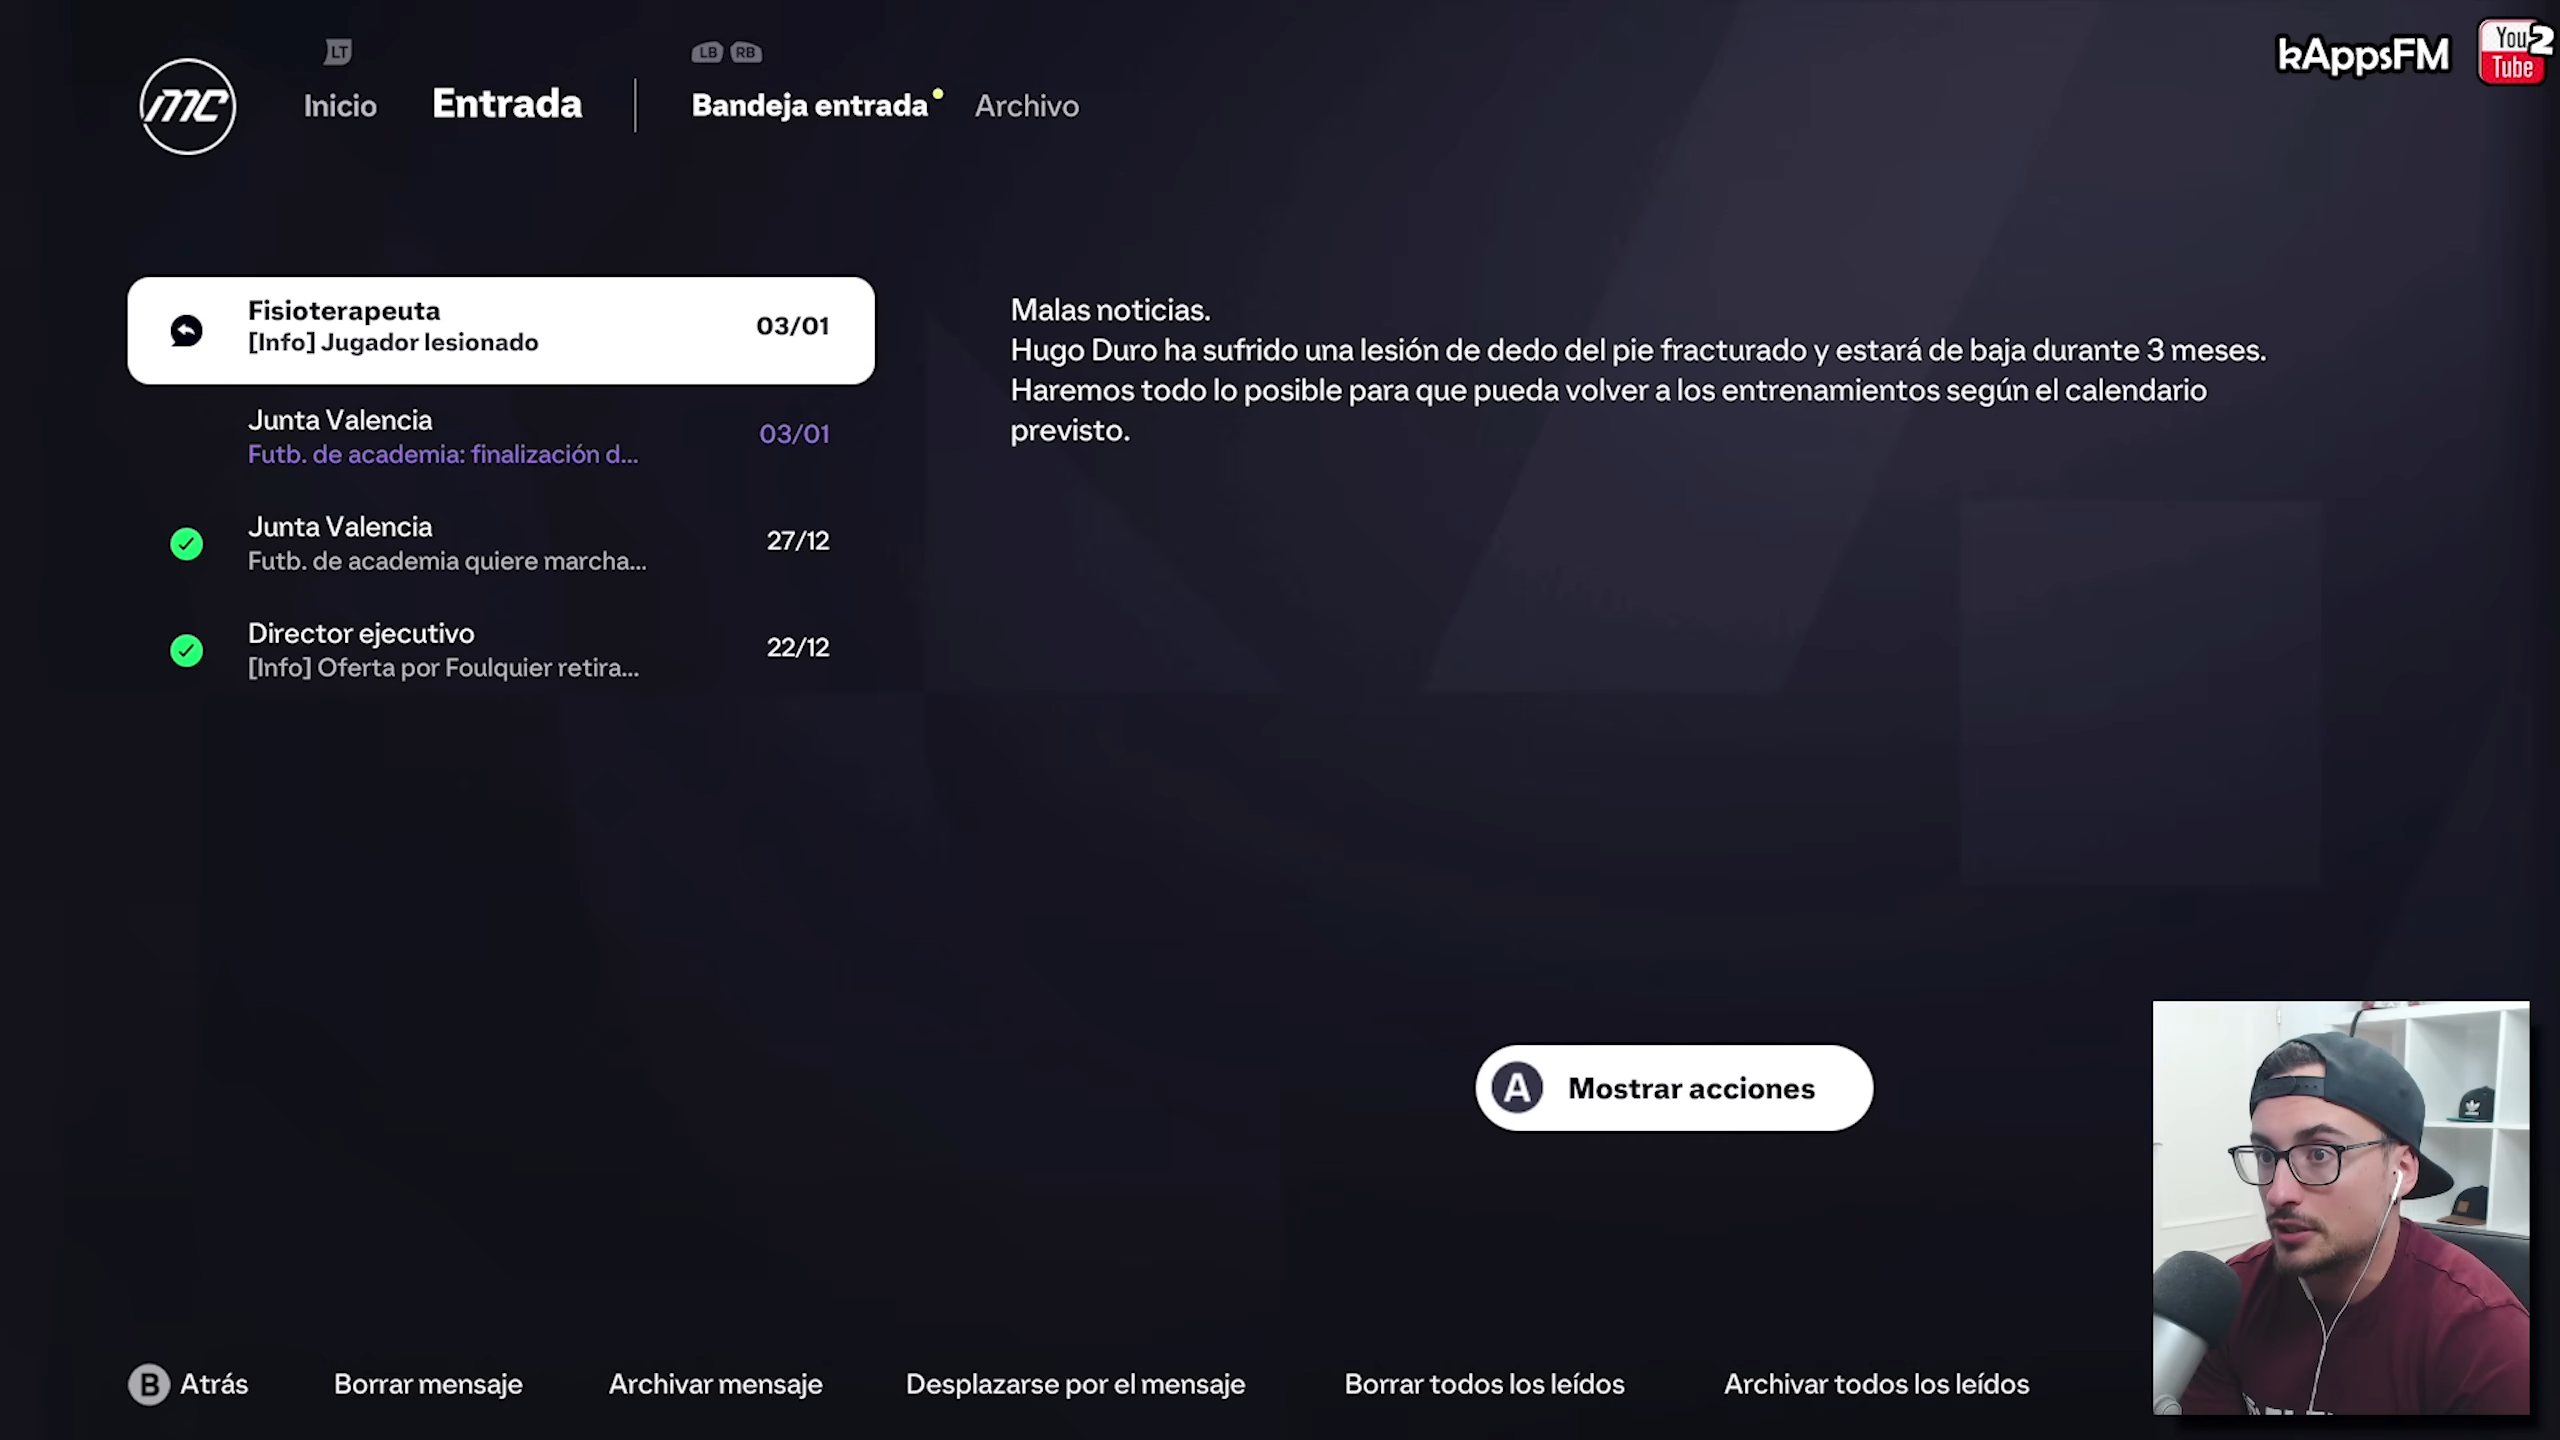 LT
LB RB
kAppsFM
You 2
Tube
MC
Inicio
Entrada
Bandeja entrada
Archivo
Fisioterapeuta
[Info] Jugador lesionado
03/01
Junta Valencia
Futb. de academia: finalización d...
03/01
Junta Valencia
Futb. de academia quiere marcha...
27/12
Director ejecutivo
[Info] Oferta por Foulquier retira...
22/12
Malas noticias.
Hugo Duro ha sufrido una lesión de dedo del pie fracturado y estará de baja durante 3 meses.
Haremos todo lo posible para que pueda volver a los entrenamientos según el calendario
previsto.
A Mostrar acciones
B Atrás
Borrar mensaje
Archivar mensaje
Desplazarse por el mensaje
Borrar todos los leídos
Archivar todos los leídos